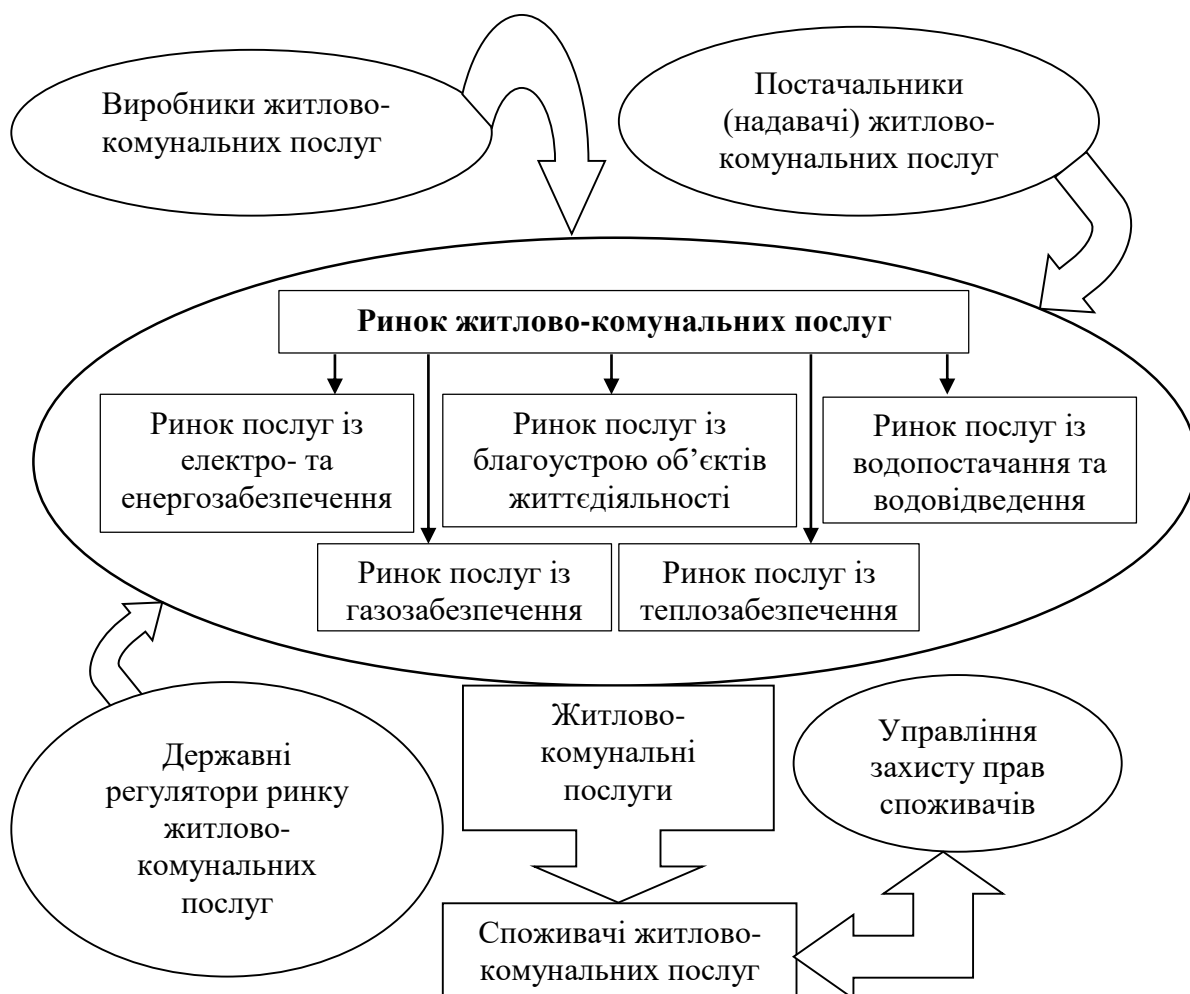 Виробники житлово-
комунальних послуг
Постачальники
(надавачі) житлово-
комунальних послуг
Ринок житлово-комунальних послуг
Ринок послуг із
електро- та
енергозабезпечення
Ринок послуг із
благоустрою об’єктів
життєдіяльності
Ринок послуг із
водопостачання та
водовідведення
Ринок послуг із
газозабезпечення
Ринок послуг із
теплозабезпечення
Державні
регулятори ринку
житлово-
комунальних
послуг
Житлово-
комунальні
послуги
Управління
захисту прав
споживачів
Споживачі житлово-
комунальних послуг